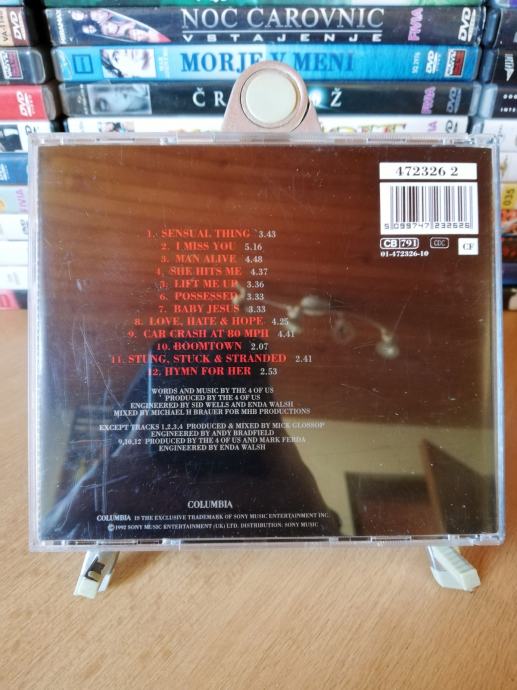 NOC ČAROVNIC
VSTAJENJE
MORJE V MENI
472326 2
5 099747 232626
CB 791
CDC
CF
01-472326-10
1. SENSUAL THING 3.43
2. I MISS YOU 5.16
3. MAN ALIVE 4.48
4. SHE HITS ME 4.37
5. LIFT ME UP 3.36
6. POSSESSED 3.33
7. BABY JESUS 3.33
8. LOVE, HATE & HOPE 4.25
9. CAR CRASH AT 80 MPH 4.41
10. BOOMTOWN 2.07
11. STUNG, STUCK & STRANDED 2.41
12. HYMN FOR HER 2.53
WORDS AND MUSIC BY THE 4 OF US
PRODUCED BY THE 4 OF US
ENGINEERED BY SID WELLS AND ENDA WALSH
MIXED BY MICHAEL H BRAUER FOR MHB PRODUCTIONS
EXCEPT TRACKS 1,2,3,4 PRODUCED & MIXED BY MICK GLOSSOP
ENGINEERED BY ANDY BRADFIELD
9,10,12 PRODUCED BY THE 4 OF US AND MARK FERDA
ENGINEERED BY ENDA WALSH
COLUMBIA
COLUMBIA IS THE EXCLUSIVE TRADEMARK OF SONY MUSIC ENTERTAINMENT INC.
©1992 SONY MUSIC ENTERTAINMENT (UK) LTD. DISTRIBUTION: SONY MUSIC